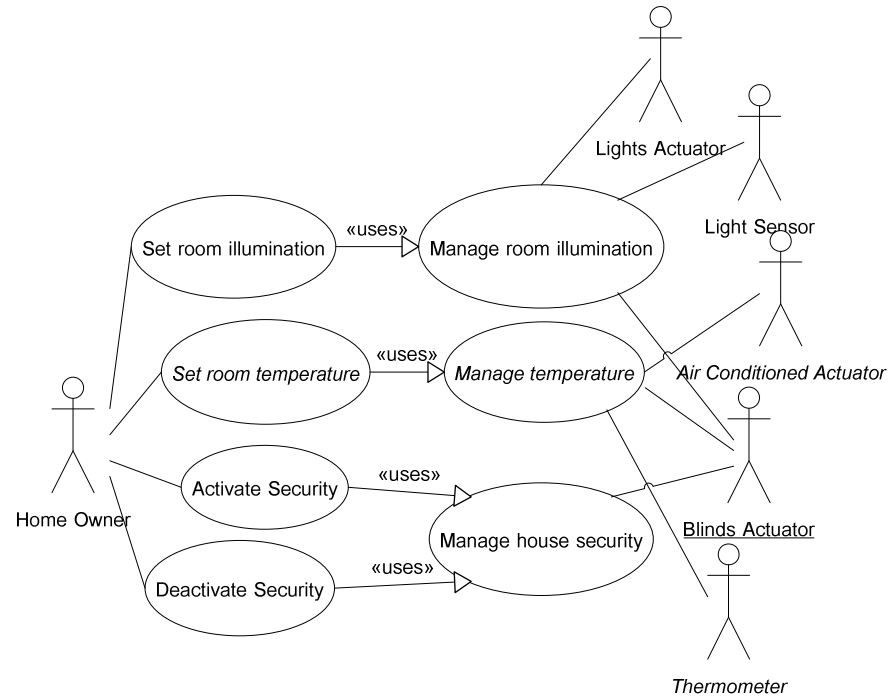 Lights Actuator
Light Sensor
«uses»
Set room illumination
Manage room illumination
«uses»
Set room temperature
Manage temperature
Air Conditioned Actuator
«uses»
Activate Security
Home Owner
Blinds Actuator
Manage house security
«uses»
Deactivate Security
Thermometer